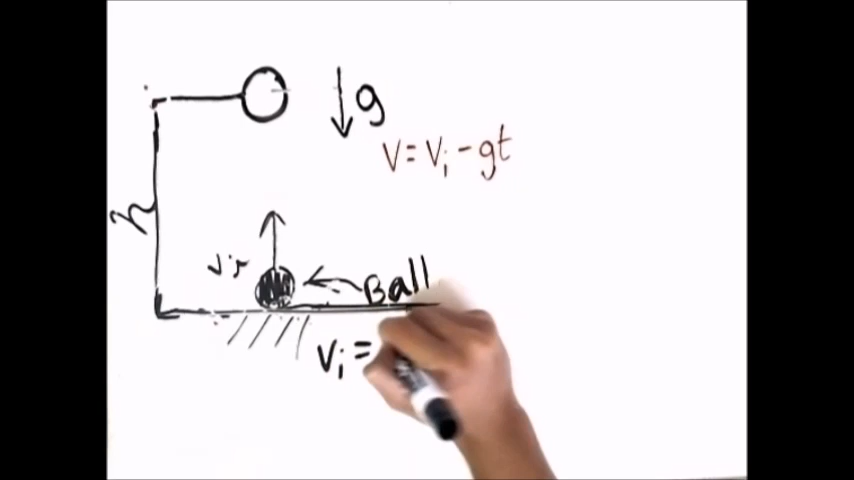 g
v = vᵢ - gt
h
vᵢ
Ball
vᵢ =